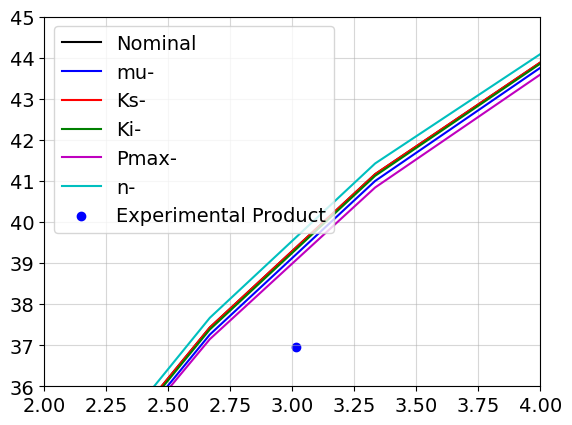 45
44
43
42
41
40
39
38
37
36
Nominal
mu-
Ks-
Ki-
Pmax-
n-
Experimental Product
2.00 2.25 2.50 2.75 3.00 3.25 3.50 3.75 4.00